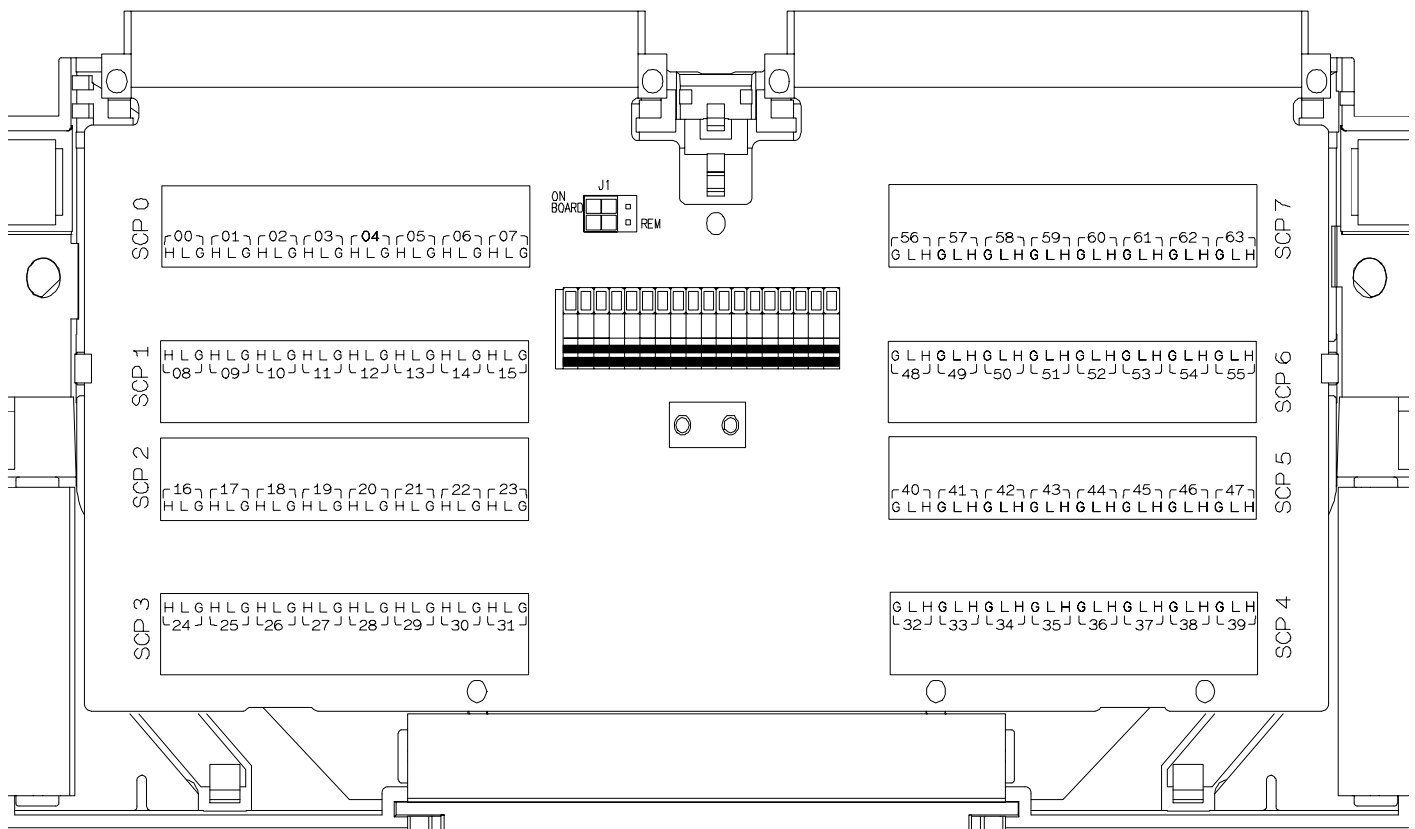 J1
ON
BOARD
REM
SCP 0
00 01 02 03 04 05 06 07
H L G H L G H L G H L G H L G H L G H L G H L G
SCP 1
H L G H L G H L G H L G H L G H L G H L G H L G
08 09 10 11 12 13 14 15
SCP 2
16 17 18 19 20 21 22 23
H L G H L G H L G H L G H L G H L G H L G H L G
SCP 3
H L G H L G H L G H L G H L G H L G H L G H L G
24 25 26 27 28 29 30 31
SCP 7
56 57 58 59 60 61 62 63
G L H G L H G L H G L H G L H G L H G L H G L H
SCP 6
G L H G L H G L H G L H G L H G L H G L H G L H
48 49 50 51 52 53 54 55
SCP 5
40 41 42 43 44 45 46 47
G L H G L H G L H G L H G L H G L H G L H G L H
SCP 4
G L H G L H G L H G L H G L H G L H G L H G L H
32 33 34 35 36 37 38 39